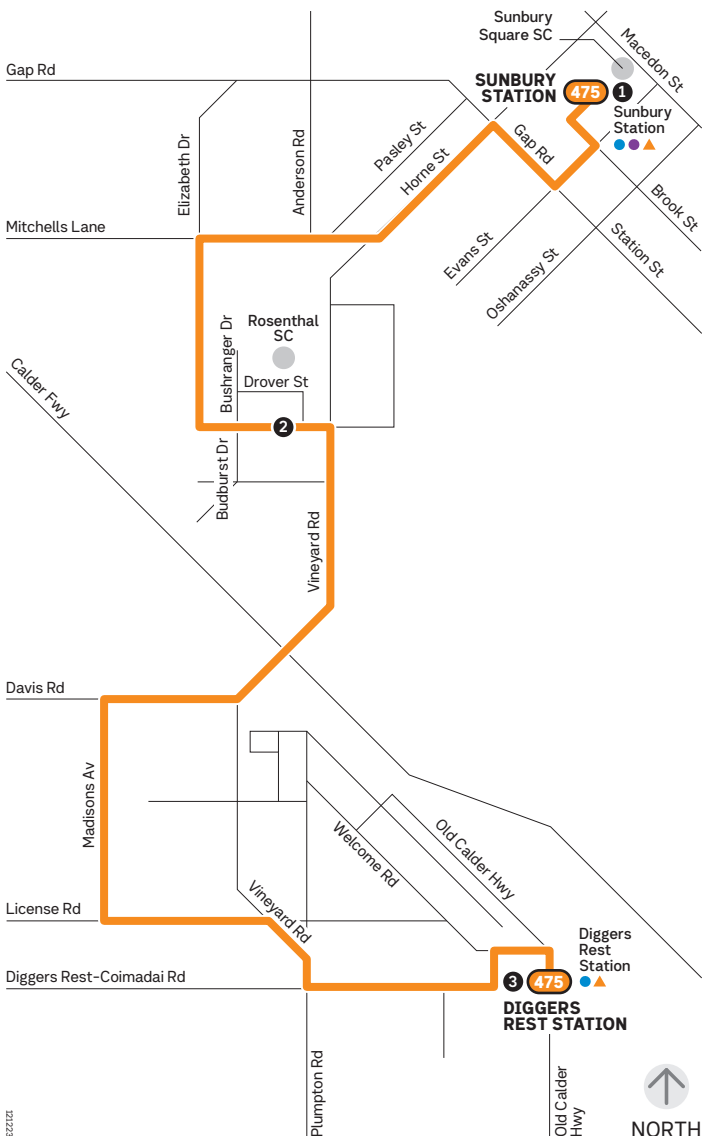 Sunbury
Square SC
Macedon St
Gap Rd
SUNBURY
STATION
475
1
Sunbury
Station
Gap Rd
Pasley St
Horne St
Elizabeth Dr
Anderson Rd
Brook St
Mitchells Lane
Evans St
Station St
Oshanassy St
Rosenthal
SC
Bushranger Dr
Drover St
Calder Fwy
2
Budburst Dr
Vineyard Rd
Davis Rd
Madisons Av
Welcome Rd
Old Calder Hwy
License Rd
Vineyard Rd
Diggers
Rest
Station
Diggers Rest-Coimadai Rd
3
475
DIGGERS
REST STATION
Plumpton Rd
Old Calder
Hwy
NORTH
121223